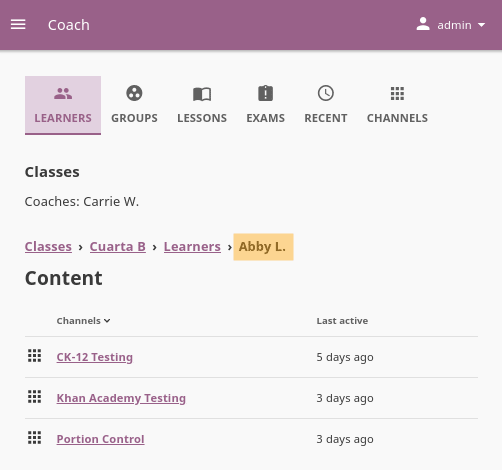 Coach admin
LEARNERS GROUPS LESSONS EXAMS RECENT CHANNELS
Classes
Coaches: Carrie W.
Classes › Cuarta B › Learners › Abby L.
Content
Channels Last active
CK-12 Testing 5 days ago
Khan Academy Testing 3 days ago
Portion Control 3 days ago